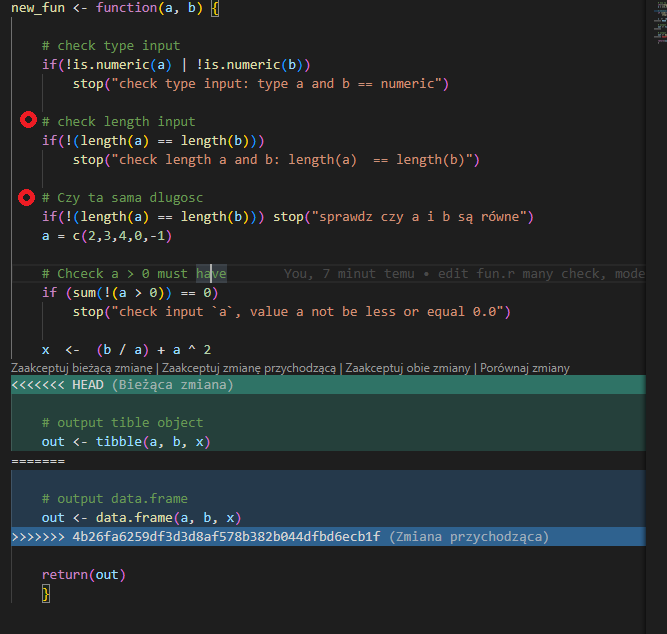 new_fun <- function(a, b) {
# check type input
if(!is.numeric(a) | !is.numeric(b))
stop("check type input: type a and b == numeric")
# check length input
if(!(length(a) == length(b)))
stop("check length a and b: length(a)  == length(b)")
# Czy ta sama dlugosc
if(!(length(a) == length(b))) stop("sprawdz czy a i b są równe")
a = c(2,3,4,0,-1)
# Chceck a > 0 must have You, 7 minut temu • edit fun.r many check, mode
if (sum(!(a > 0)) == 0)
stop("check input `a`, value a not be less or equal 0.0")
x  <-  (b / a) + a ^ 2
Zaakceptuj bieżącą zmianę | Zaakceptuj zmianę przychodzącą | Zaakceptuj obie zmiany | Porównaj zmiany
<<<<<<< HEAD (Bieżąca zmiana)
# output tible object
out <- tibble(a, b, x)
=======
# output data.frame
out <- data.frame(a, b, x)
>>>>>>> 4b26fa6259df3d3d8af578b382b044dfbd6ecb1f (Zmiana przychodząca)
return(out)
}